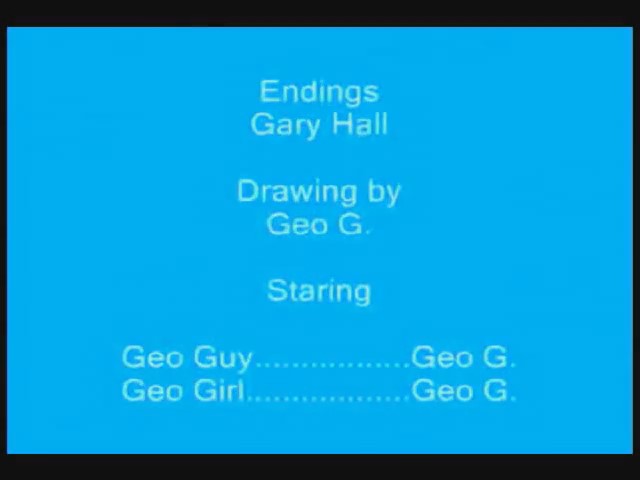 Endings
Gary Hall
Drawing by
Geo G.
Staring
Geo Guy.................Geo G.
Geo Girl..................Geo G.